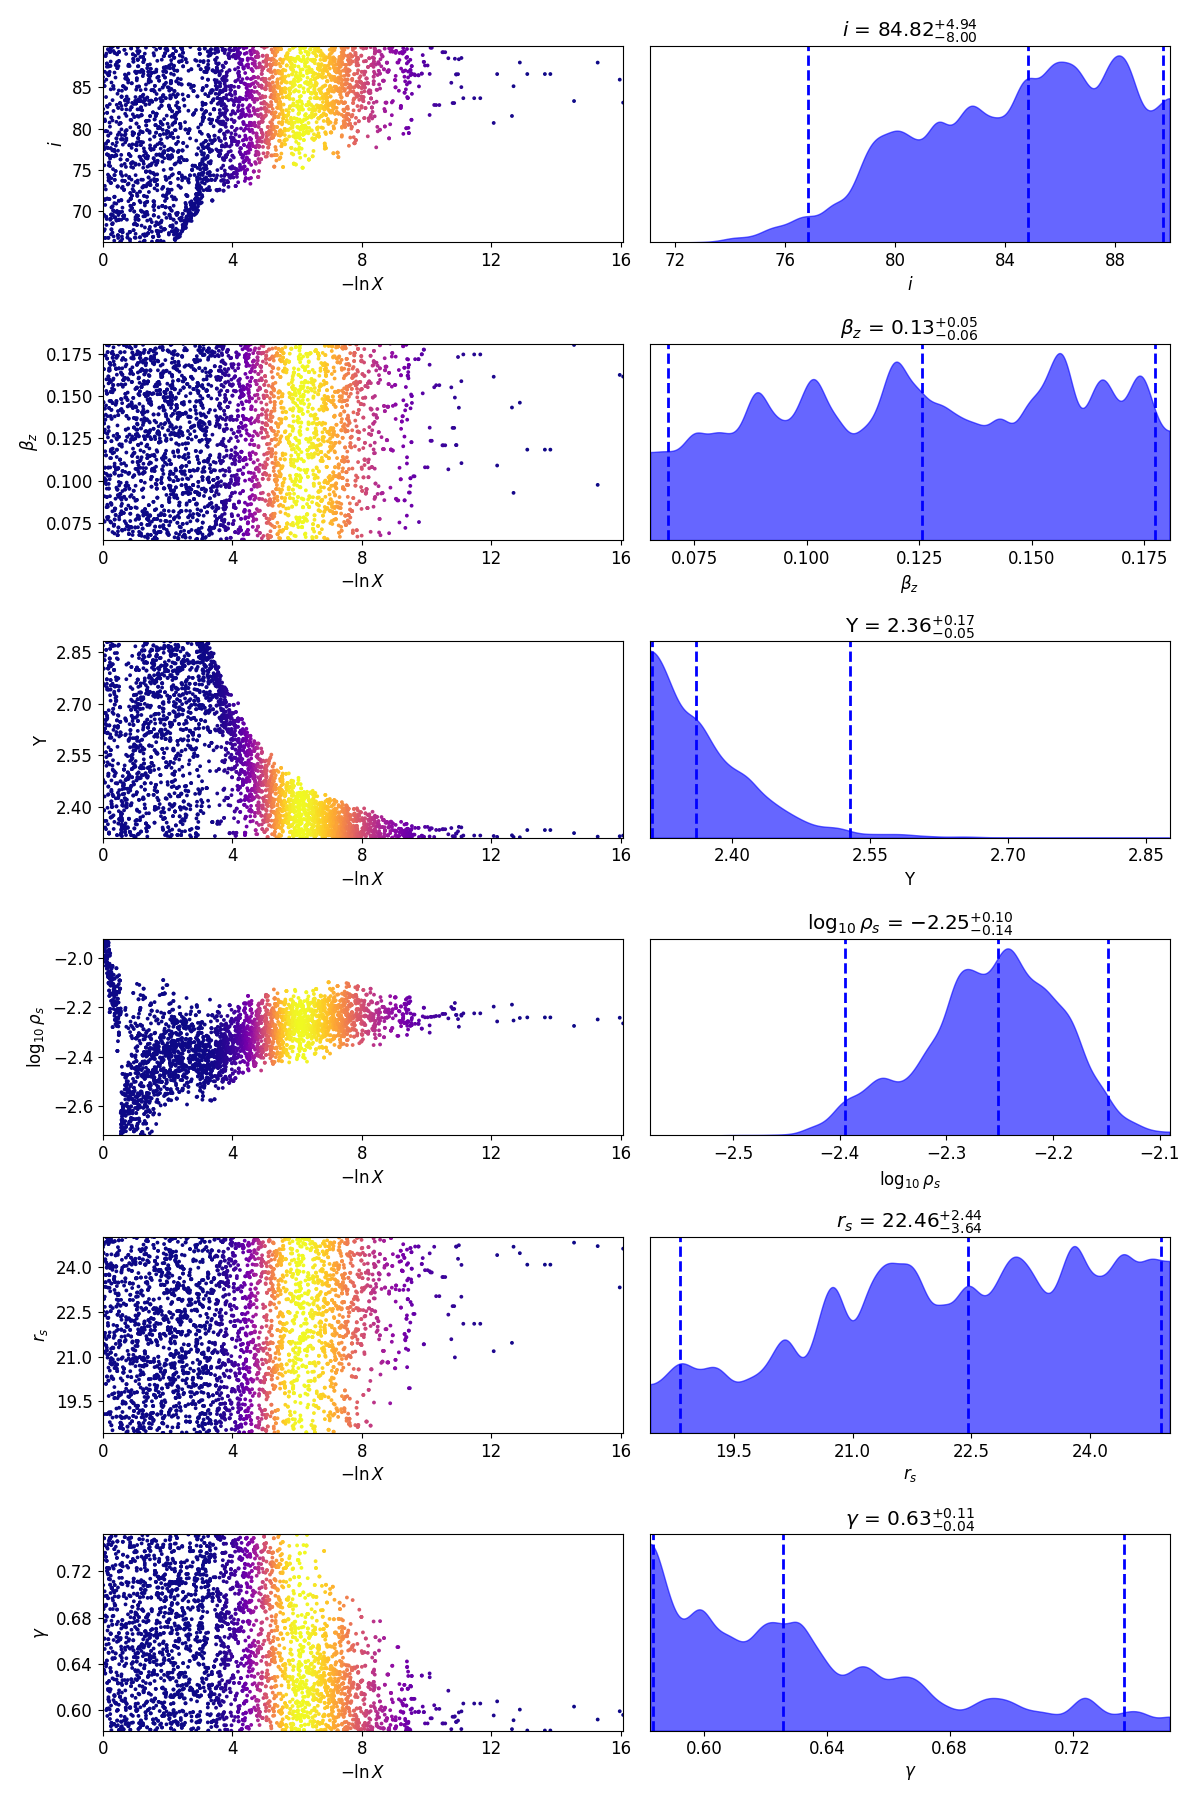 i = 84.82+4.94−8.00
85
80
75
70
i
0 4 8 12 16
−ln X
72 76 80 84 88
i
βz = 0.13+0.05−0.06
0.175
0.150
0.125
0.100
0.075
βz
0 4 8 12 16
−ln X
0.075 0.100 0.125 0.150 0.175
βz
Y = 2.36+0.17−0.05
2.85
2.70
2.55
2.40
Y
0 4 8 12 16
−ln X
2.40 2.55 2.70 2.85
Y
log10 ρs = −2.25+0.10−0.14
−2.0
−2.2
−2.4
−2.6
log10 ρs
0 4 8 12 16
−ln X
−2.5 −2.4 −2.3 −2.2 −2.1
log10 ρs
rs = 22.46+2.44−3.64
24.0
22.5
21.0
19.5
rs
0 4 8 12 16
−ln X
19.5 21.0 22.5 24.0
rs
γ = 0.63+0.11−0.04
0.72
0.68
0.64
0.60
γ
0 4 8 12 16
−ln X
0.60 0.64 0.68 0.72
γ